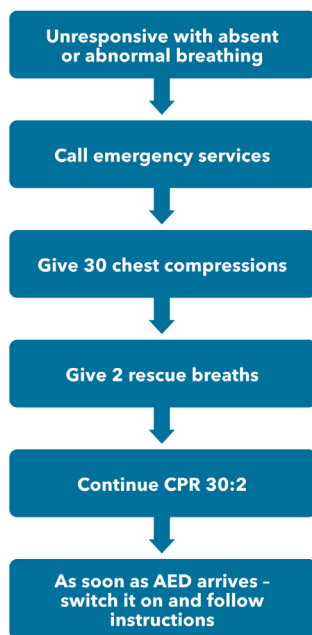 Unresponsive with absent
or abnormal breathing
Call emergency services
Give 30 chest compressions
Give 2 rescue breaths
Continue CPR 30:2
As soon as AED arrives –
switch it on and follow
instructions